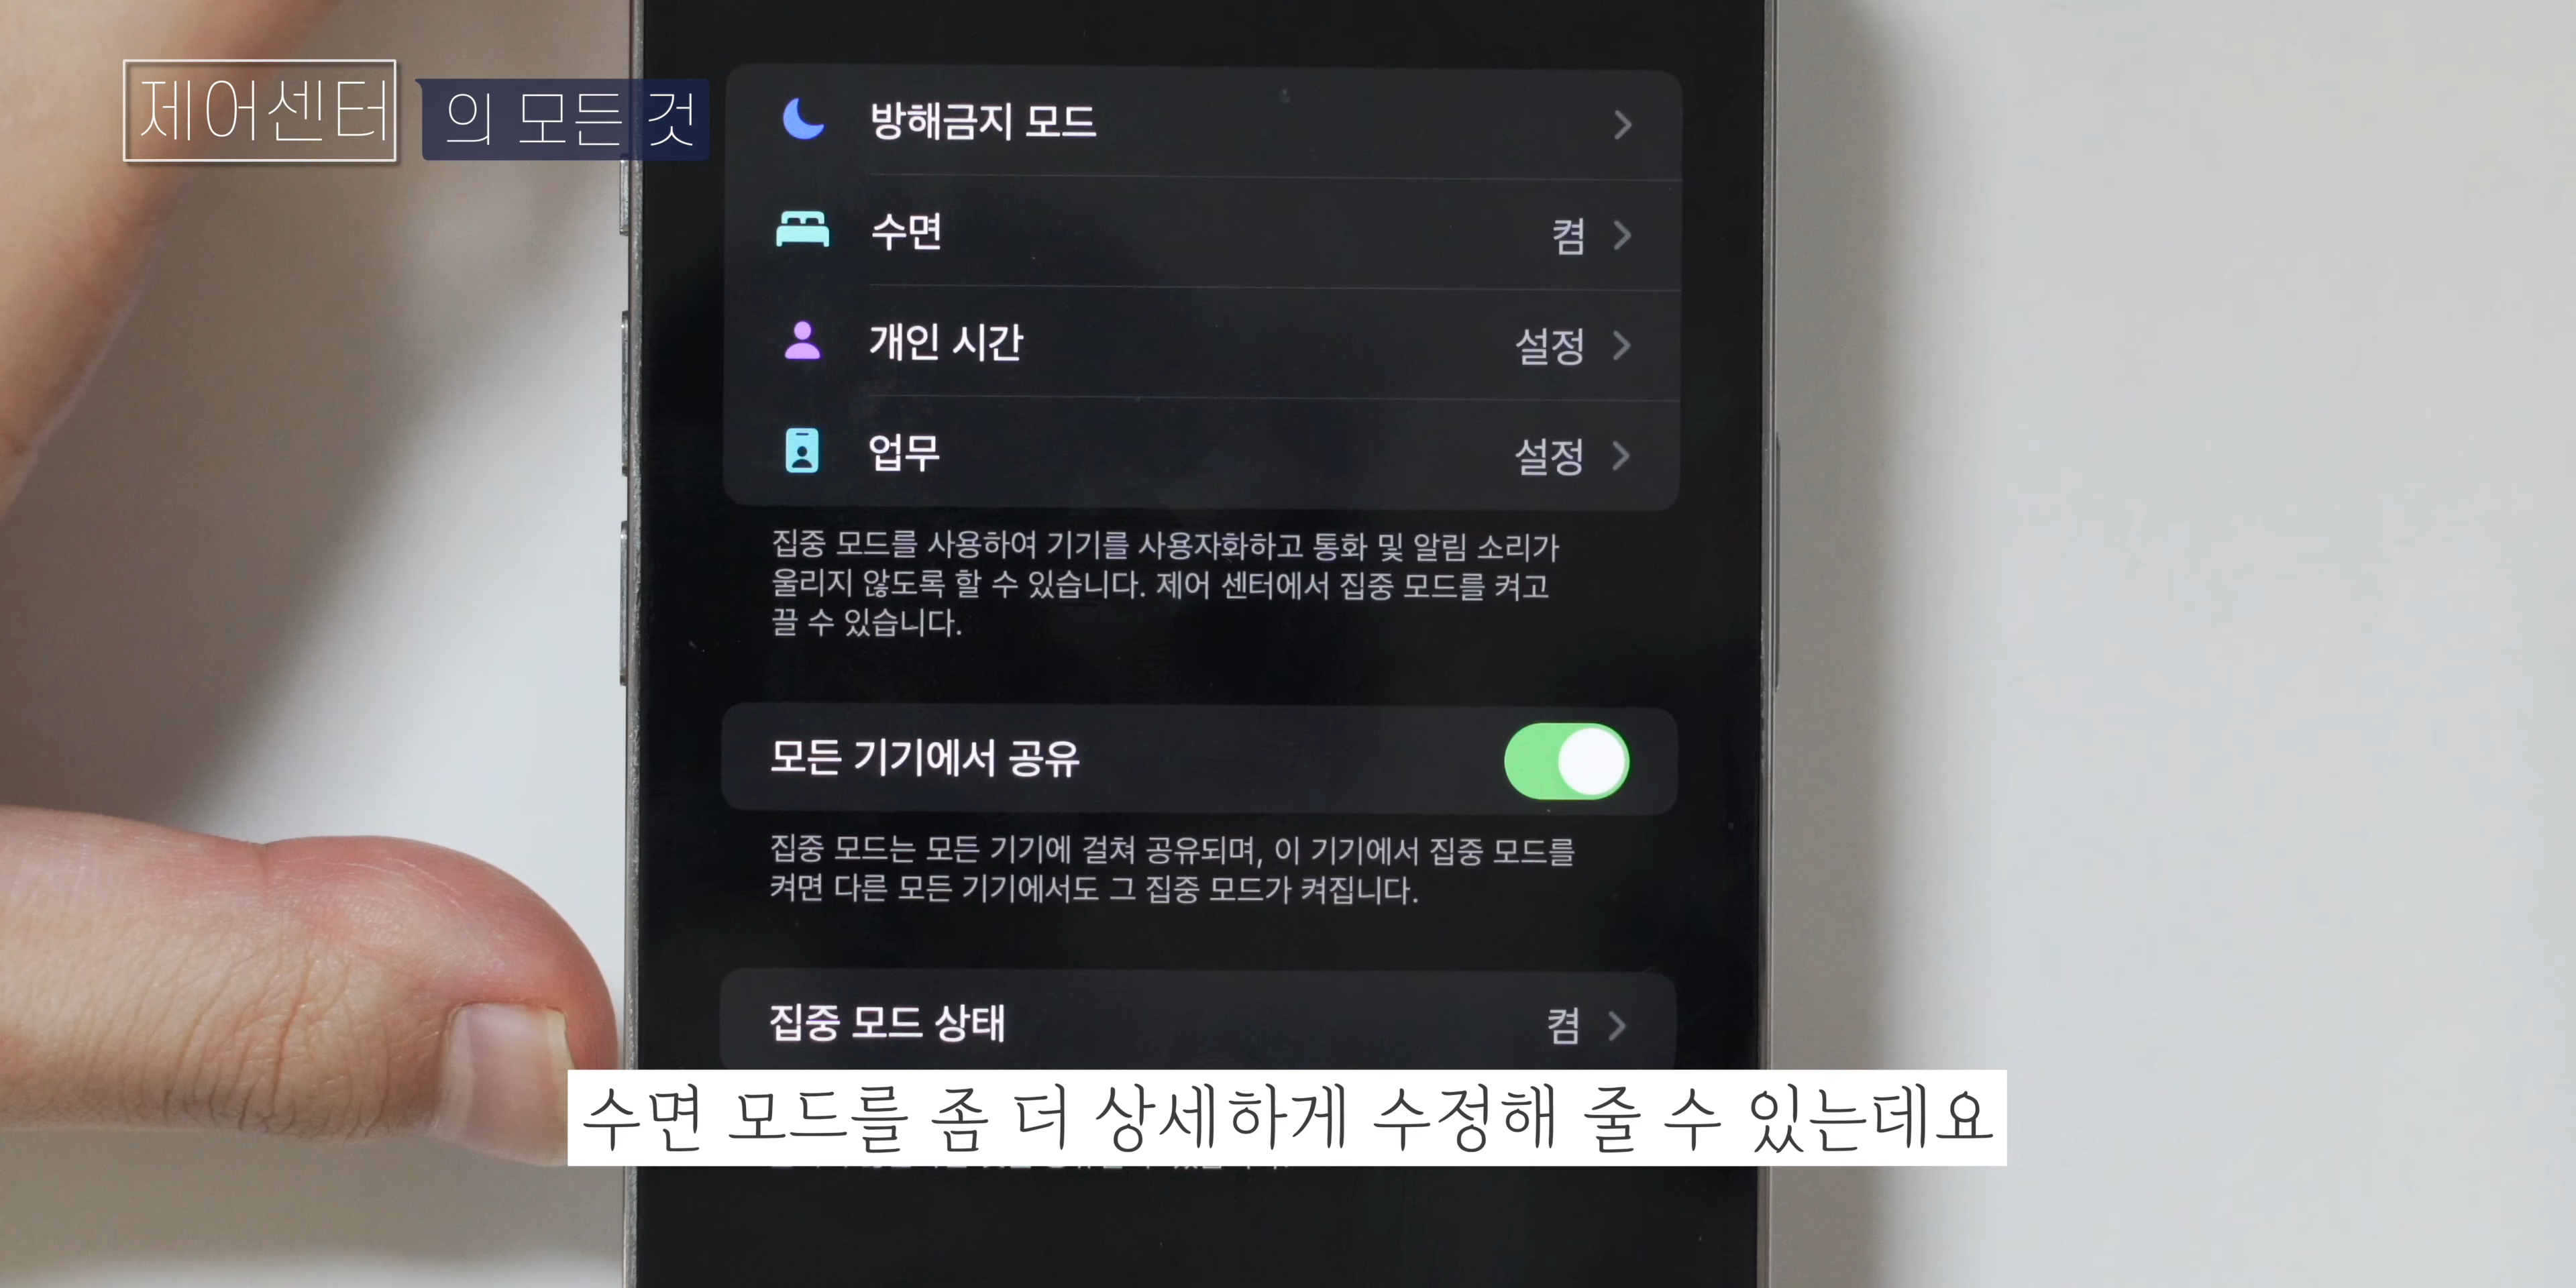 제어센터 의 모든 것
방해금지 모드
수면 켬
개인 시간 설정
업무 설정
집중 모드를 사용하여 기기를 사용자화하고 통화 및 알림 소리가
울리지 않도록 할 수 있습니다. 제어 센터에서 집중 모드를 켜고
끌 수 있습니다.
모든 기기에서 공유
집중 모드는 모든 기기에 걸쳐 공유되며, 이 기기에서 집중 모드를
켜면 다른 모든 기기에서도 그 집중 모드가 켜집니다.
집중 모드 상태 켬
수면 모드를 좀 더 상세하게 수정해 줄 수 있는데요